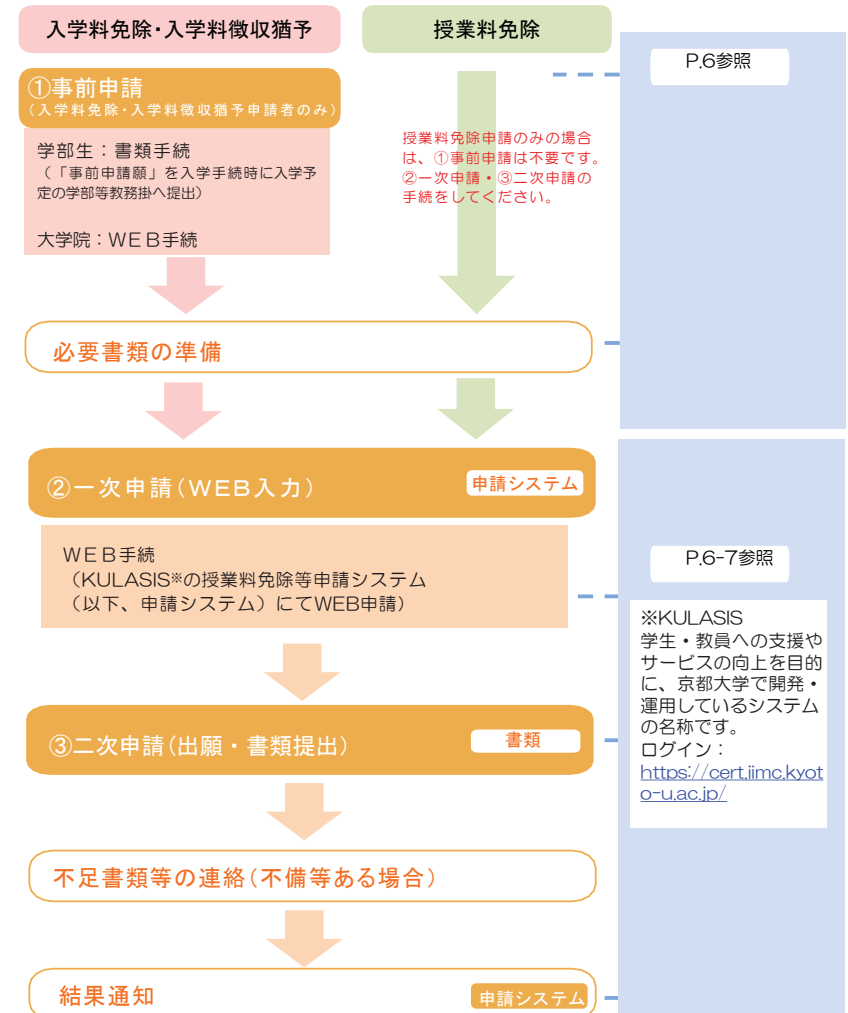 入学料免除・入学料徴収猶予
授業料免除
P.6参照
①事前申請
（入学料免除・入学料徴収猶予申請者のみ）
学部生：書類手続
（「事前申請願」を入学手続時に入学予
定の学部等教務掛へ提出）
大学院：ＷＥＢ手続
授業料免除申請のみの場合
は、①事前申請は不要です。
②一次申請・③二次申請の
手続をしてください。
必要書類の準備
②一次申請（ＷＥＢ入力）
申請システム
ＷＥＢ手続
（KULASIS※の授業料免除等申請システム
（以下、申請システム）にてWEB申請）
P.6-7参照
※KULASIS
学生・教員への支援や
サービスの向上を目的
に、京都大学で開発・
運用しているシステム
の名称です。
ログイン：
https://cert.iimc.kyot
o-u.ac.jp/
③二次申請（出願・書類提出）
書類
不足書類等の連絡（不備等ある場合）
結果通知
申請システム